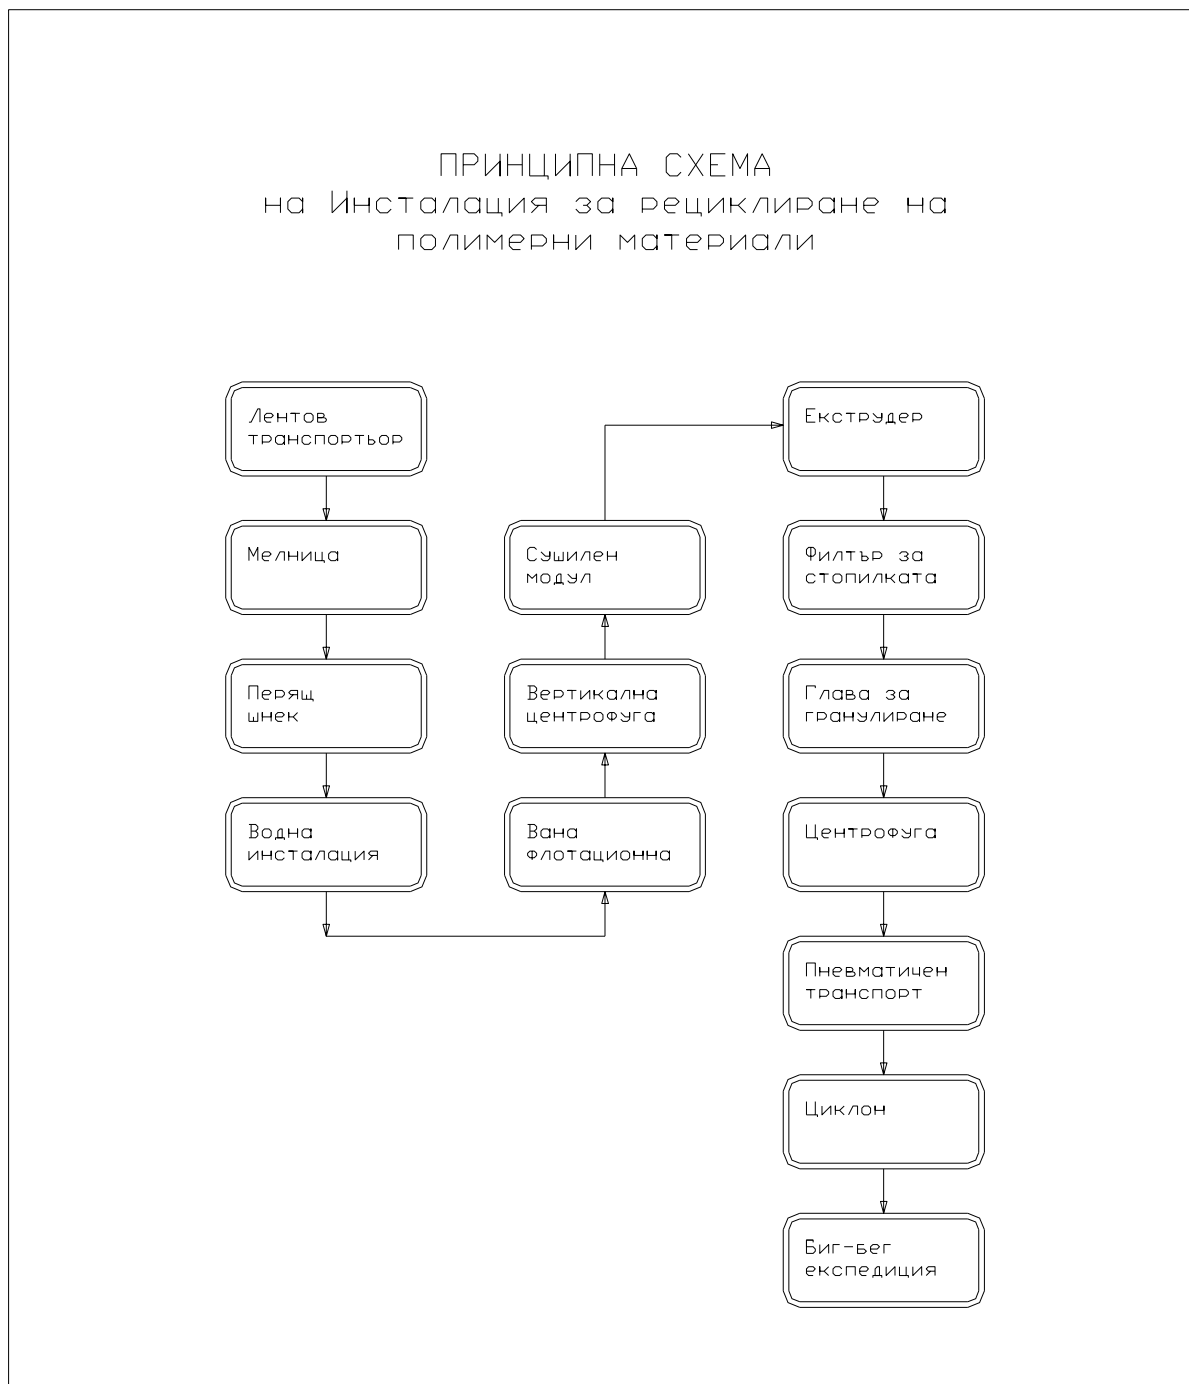 ПРИНЦИПНА СХЕМА
на Инсталация за рециклиране на
полимерни материали
Лентов
транспортьор
Мелница
Перящ
шнек
Водна
инсталация
Сушилен
модул
Вертикална
центрофуга
Вана
флотационна
Екструдер
Филтър за
стопилката
Глава за
гранулиране
Центрофуга
Пневматичен
транспорт
Циклон
Биг-бег
експедиция